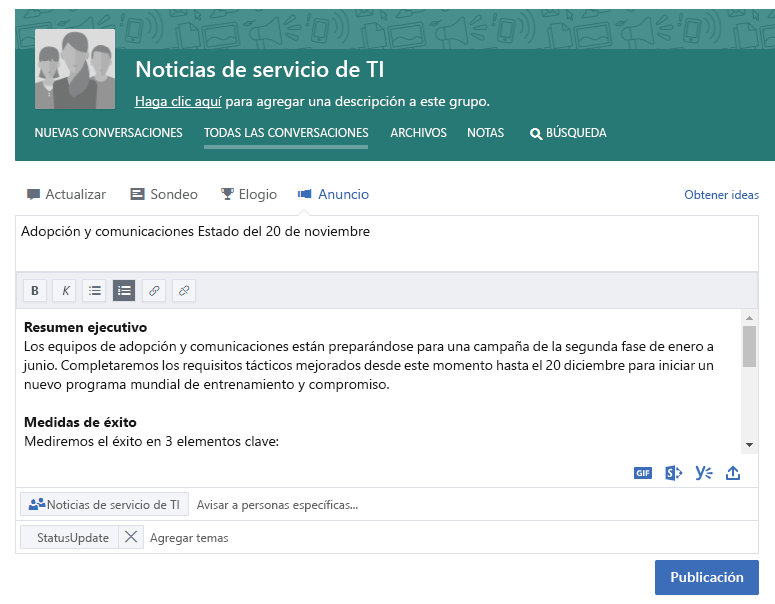 Noticias de servicio de TI
Haga clic aquí para agregar una descripción a este grupo.
NUEVAS CONVERSACIONES TODAS LAS CONVERSACIONES ARCHIVOS NOTAS BÚSQUEDA
Actualizar Sondeo Elogio Anuncio Obtener ideas
Adopción y comunicaciones Estado del 20 de noviembre
B K
Resumen ejecutivo
Los equipos de adopción y comunicaciones están preparándose para una campaña de la segunda fase de enero a
junio. Completaremos los requisitos tácticos mejorados desde este momento hasta el 20 diciembre para iniciar un
nuevo programa mundial de entrenamiento y compromiso.
Medidas de éxito
Mediremos el éxito en 3 elementos clave:
GIF
Noticias de servicio de TI Avisar a personas específicas...
StatusUpdate Agregar temas
Publicación